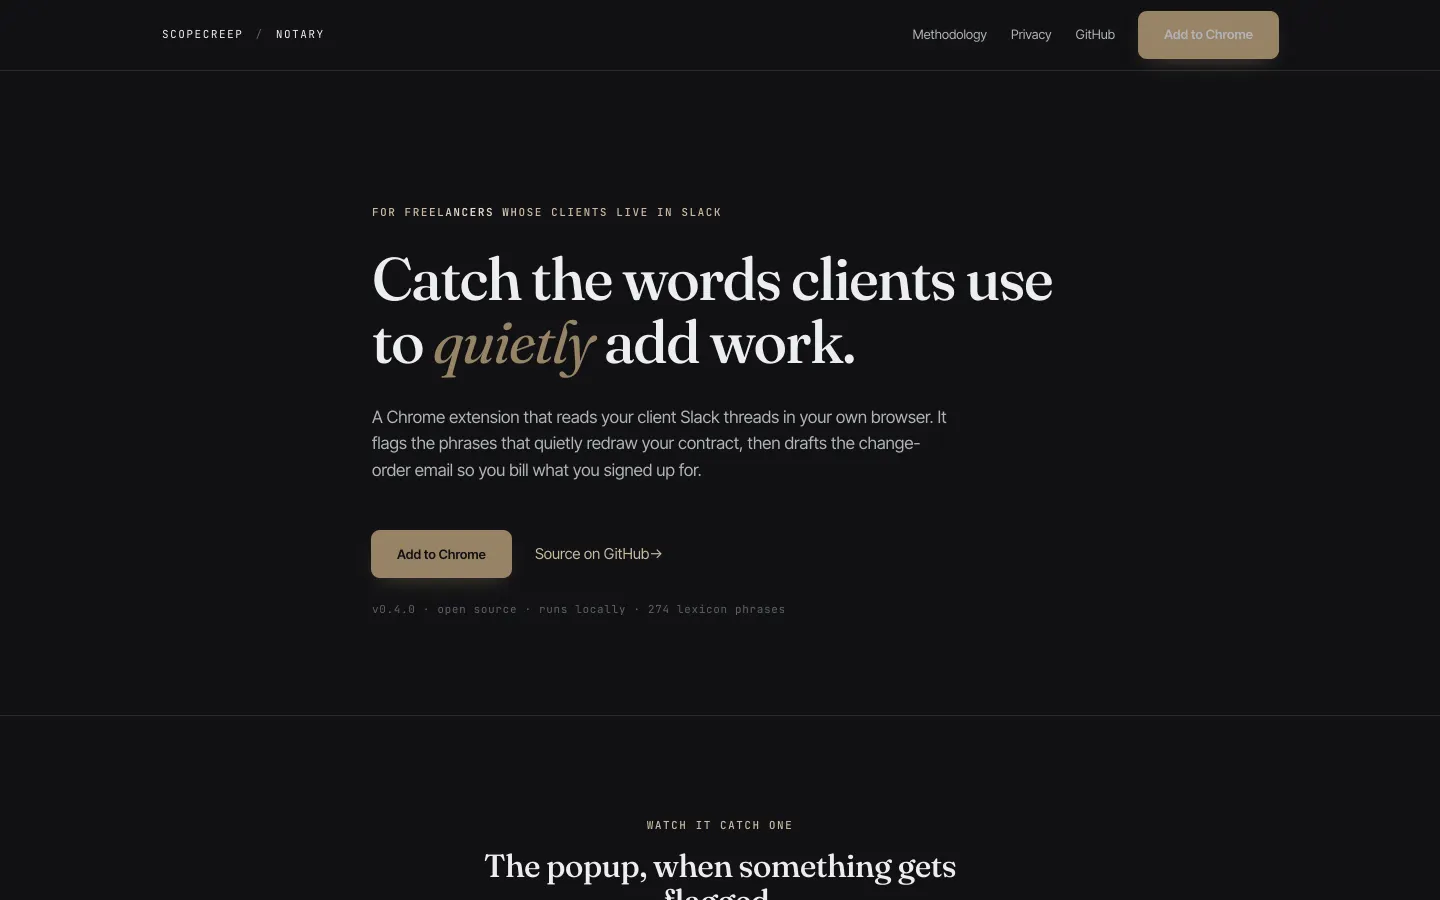 SCOPECREEP / NOTARY
Methodology Privacy GitHub Add to Chrome
FOR FREELANCERS WHOSE CLIENTS LIVE IN SLACK
Catch the words clients use
to quietly add work.
A Chrome extension that reads your client Slack threads in your own browser. It
flags the phrases that quietly redraw your contract, then drafts the change-
order email so you bill what you signed up for.
Add to Chrome Source on GitHub→
v0.4.0 · open source · runs locally · 274 lexicon phrases
WATCH IT CATCH ONE
The popup, when something gets
flagged